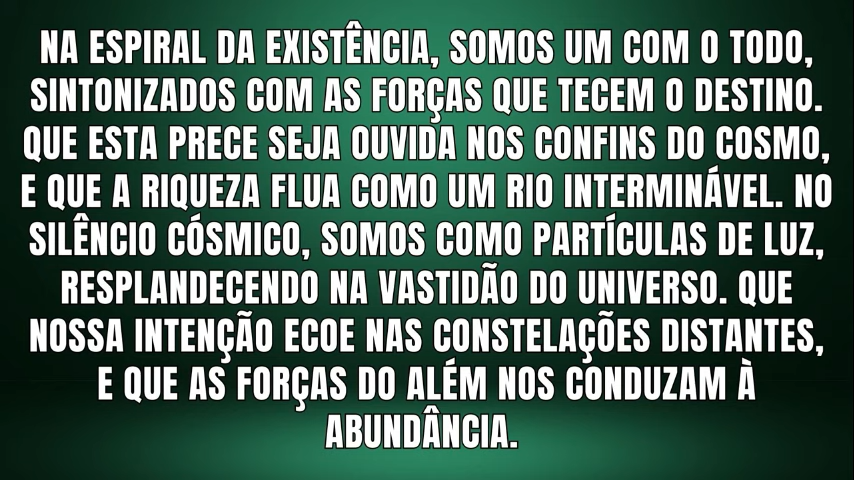 NA ESPIRAL DA EXISTÊNCIA, SOMOS UM COM O TODO,
SINTONIZADOS COM AS FORÇAS QUE TECEM O DESTINO.
QUE ESTA PRECE SEJA OUVIDA NOS CONFINS DO COSMO,
E QUE A RIQUEZA FLUA COMO UM RIO INTERMINÁVEL. NO
SILÊNCIO CÓSMICO, SOMOS COMO PARTÍCULAS DE LUZ,
RESPLANDECENDO NA VASTIDÃO DO UNIVERSO. QUE
NOSSA INTENÇÃO ECOE NAS CONSTELAÇÕES DISTANTES,
E QUE AS FORÇAS DO ALÉM NOS CONDUZAM À
ABUNDÂNCIA.